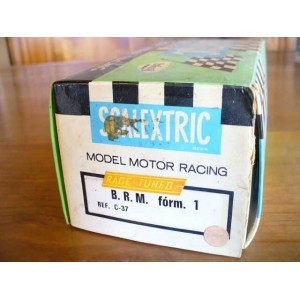 SCALEXTRIC
MODEL MOTOR RACING
RACE-TUNED
B.R.M. fórm. 1
REF. C-37